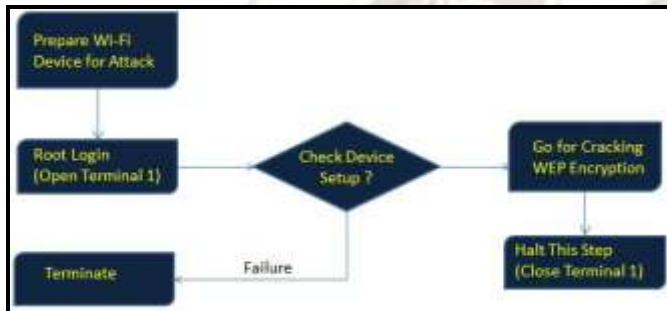 Prepare WI-FI
Device for Attack
Root Login
(Open Terminal 1)
Check Device
Setup ?
Go for Cracking
WEP Encryption
Halt This Step
(Close Terminal 1)
Failure
Terminate